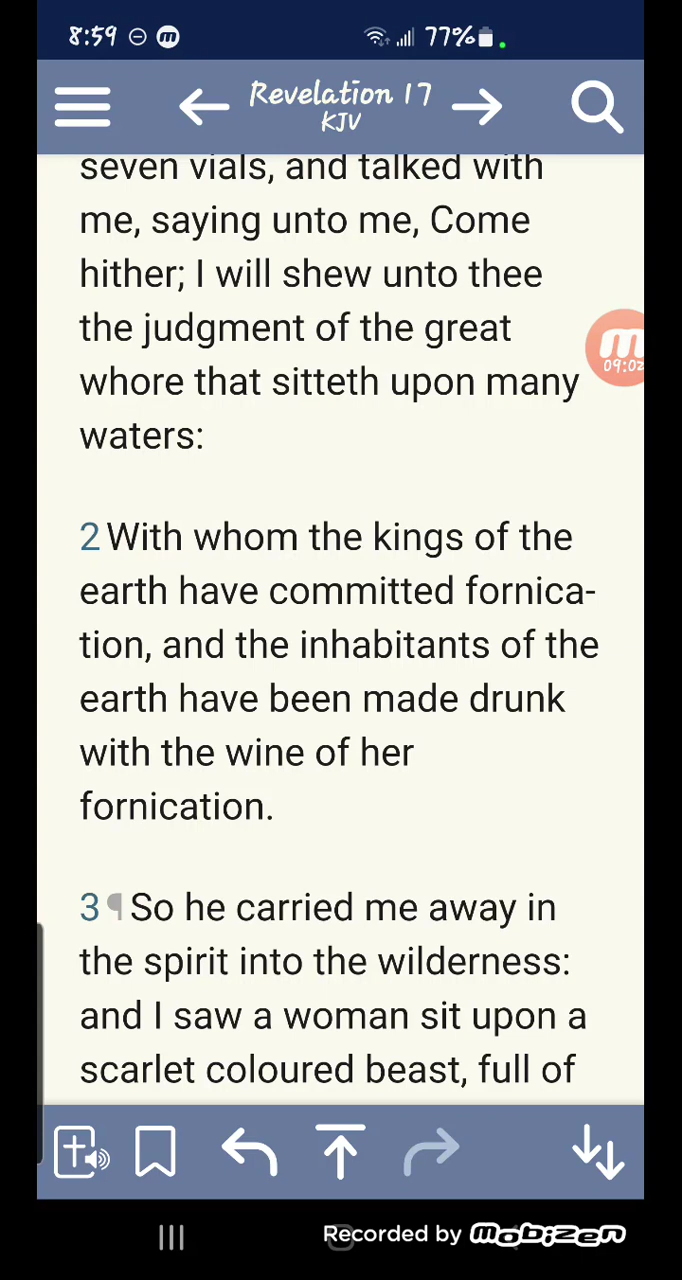 8:59 m 77%
Revelation 17
KJV
seven vials, and talked with
me, saying unto me, Come
hither; I will shew unto thee
the judgment of the great
whore that sitteth upon many
waters:
m
09:02
2 With whom the kings of the
earth have committed fornica-
tion, and the inhabitants of the
earth have been made drunk
with the wine of her
fornication.
3 ¶ So he carried me away in
the spirit into the wilderness:
and I saw a woman sit upon a
scarlet coloured beast, full of
Recorded by mobizen